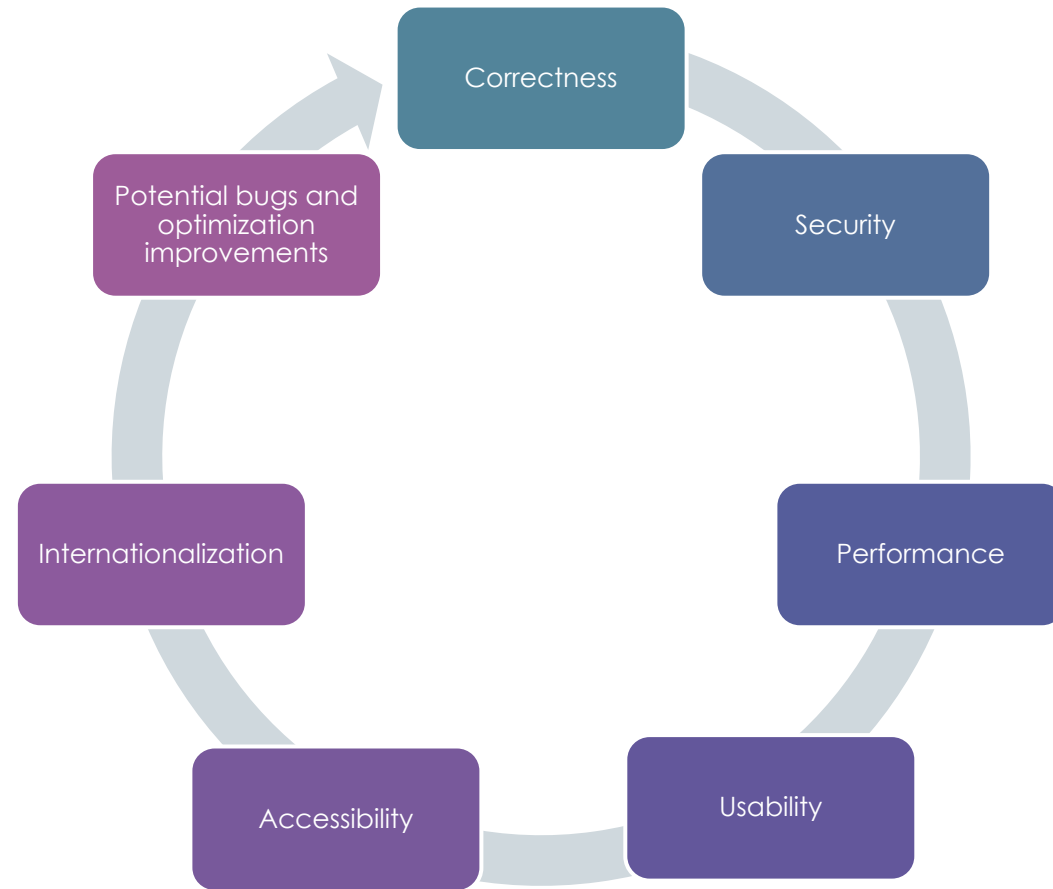 Correctness
Security
Performance
Usability
Accessibility
Internationalization
Potential bugs and
optimization
improvements